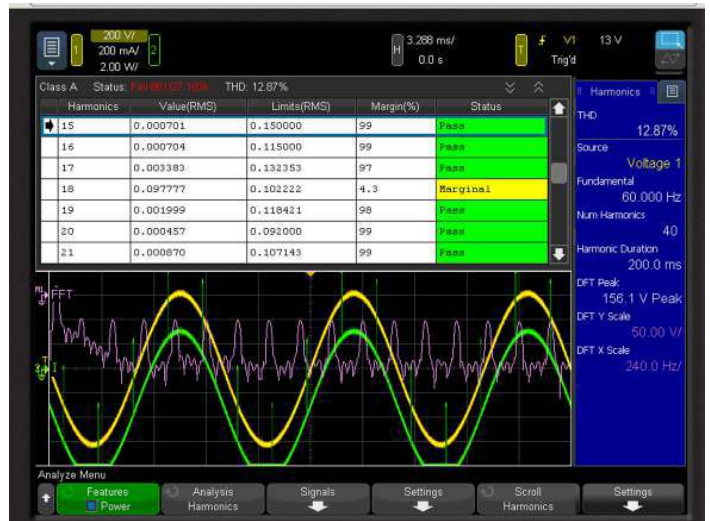 200 V/
1 200 mA/ 2
2.00 W/
H 3.288 ms/
0.0 s
T V1 13 V
Trig'd
Class A Status: THD: 12.87%
Harmonics Value(RMS) Limits(RMS) Margin(%) Status
15 0.000701 0.150000 99 Pass
16 0.000704 0.115000 99 Pass
17 0.003383 0.132353 97 Pass
18 0.097777 0.102222 4.3 Marginal
19 0.001999 0.118421 98 Pass
20 0.000457 0.092000 99 Pass
21 0.000870 0.107143 99 Pass
Harmonics
THD
12.87%
Source
Voltage 1
Fundamental
60.000 Hz
Num Harmonics
40
Harmonic Duration
200.0 ms
DFT Peak
156.1 V Peak
DFT Y Scale
50.00 V/
DFT X Scale
240.0 Hz/
FFT
I
Analyze Menu
Features
Power
Analysis
Harmonics
Signals
Settings
Scroll
Harmonics
Settings